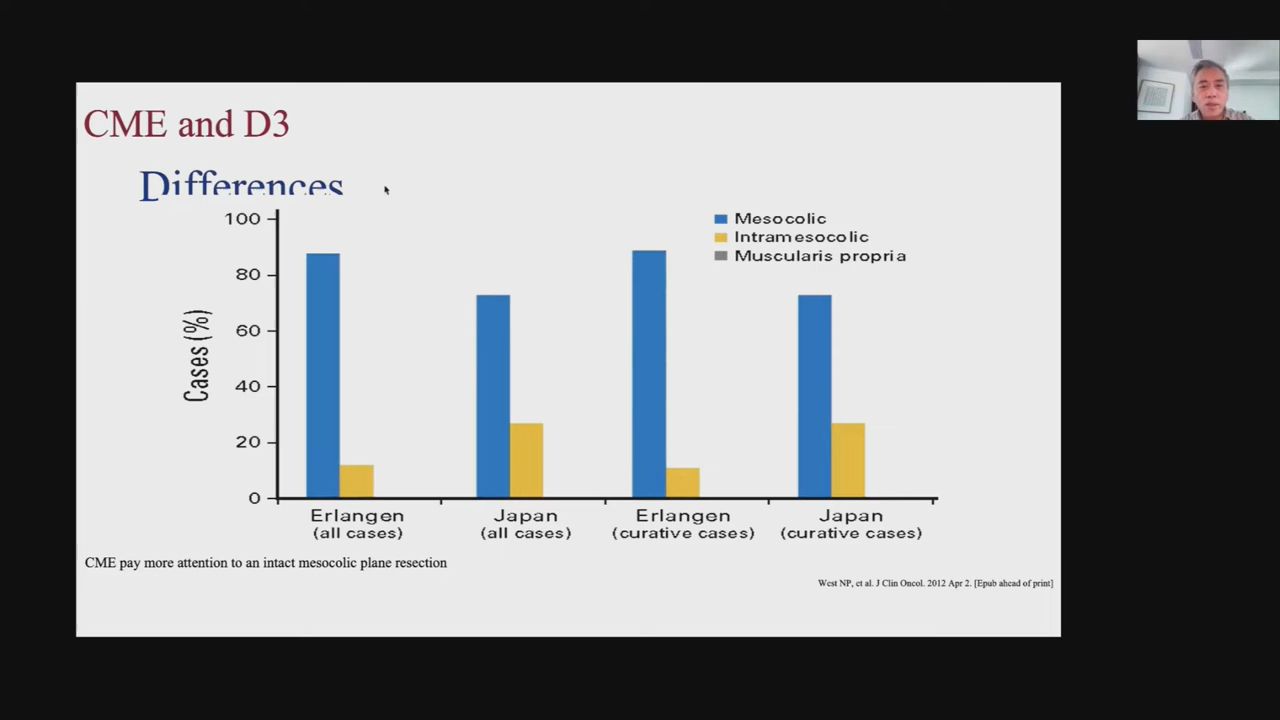 CME and D3
Differences
100
80
60
40
20
0
Cases (%)
Mesocolic
Intramesocolic
Muscularis propria
Erlangen
(all cases)
Japan
(all cases)
Erlangen
(curative cases)
Japan
(curative cases)
CME pay more attention to an intact mesocolic plane resection
West NP, et al. J Clin Oncol. 2012 Apr 2. [Epub ahead of print]